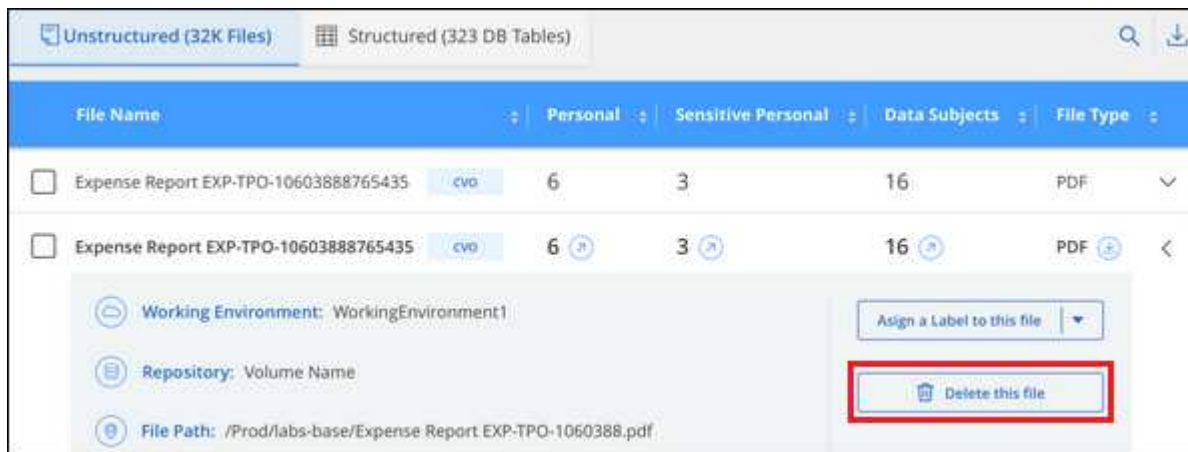 Unstructured (32K Files) Structured (323 DB Tables)
File Name Personal Sensitive Personal Data Subjects File Type
Expense Report EXP-TPO-10603888765435 CVO 6 3 16 PDF
Expense Report EXP-TPO-10603888765435 CVO 6 3 16 PDF
Working Environment: WorkingEnvironment1
Asign a Label to this file
Repository: Volume Name
Delete this file
File Path: /Prod/labs-base/Expense Report EXP-TPO-1060388.pdf